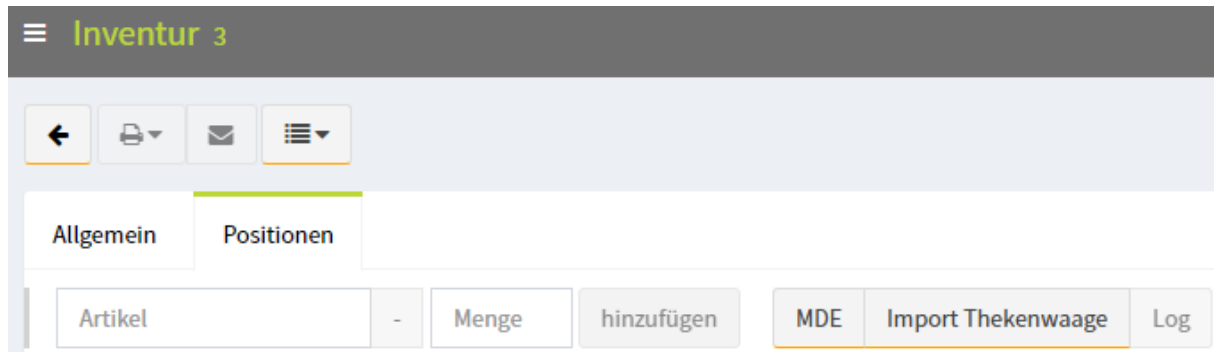 Inventur 3
Allgemein Positionen
Artikel - Menge hinzufügen MDE Import Thekenwaage Log